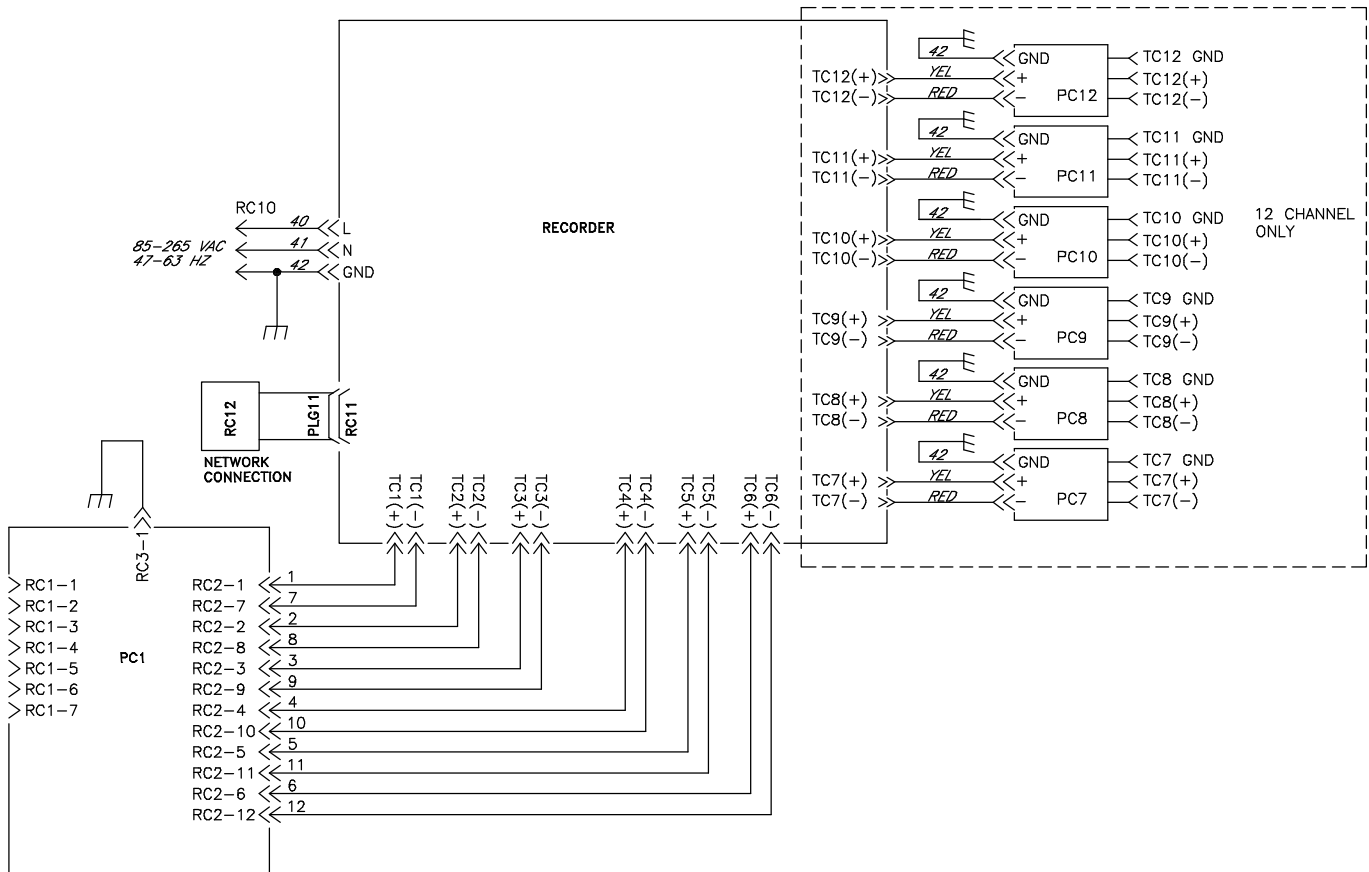 RECORDER
12 CHANNEL
ONLY
RC10
85-265 VAC
47-63 HZ
40
L
41
N
42
GND
RC12
PLG11
RC11
NETWORK
CONNECTION
42
GND
TC12 GND
TC12(+)
YEL
+
TC12(+)
TC12(-)
RED
-
PC12
TC12(-)
42
GND
TC11 GND
TC11(+)
YEL
+
TC11(+)
TC11(-)
RED
-
PC11
TC11(-)
42
GND
TC10 GND
TC10(+)
YEL
+
TC10(+)
TC10(-)
RED
-
PC10
TC10(-)
42
GND
TC9 GND
TC9(+)
YEL
+
TC9(+)
TC9(-)
RED
-
PC9
TC9(-)
42
GND
TC8 GND
TC8(+)
YEL
+
TC8(+)
TC8(-)
RED
-
PC8
TC8(-)
42
GND
TC7 GND
TC7(+)
YEL
+
TC7(+)
TC7(-)
RED
-
PC7
TC7(-)
TC1(+)
TC1(-)
TC2(+)
TC2(-)
TC3(+)
TC3(-)
TC4(+)
TC4(-)
TC5(+)
TC5(-)
TC6(+)
TC6(-)
RC3-1
PC1
RC1-1
RC1-2
RC1-3
RC1-4
RC1-5
RC1-6
RC1-7
RC2-1 1
RC2-7 7
RC2-2 2
RC2-8 8
RC2-3 3
RC2-9 9
RC2-4 4
RC2-10 10
RC2-5 5
RC2-11 11
RC2-6 6
RC2-12 12